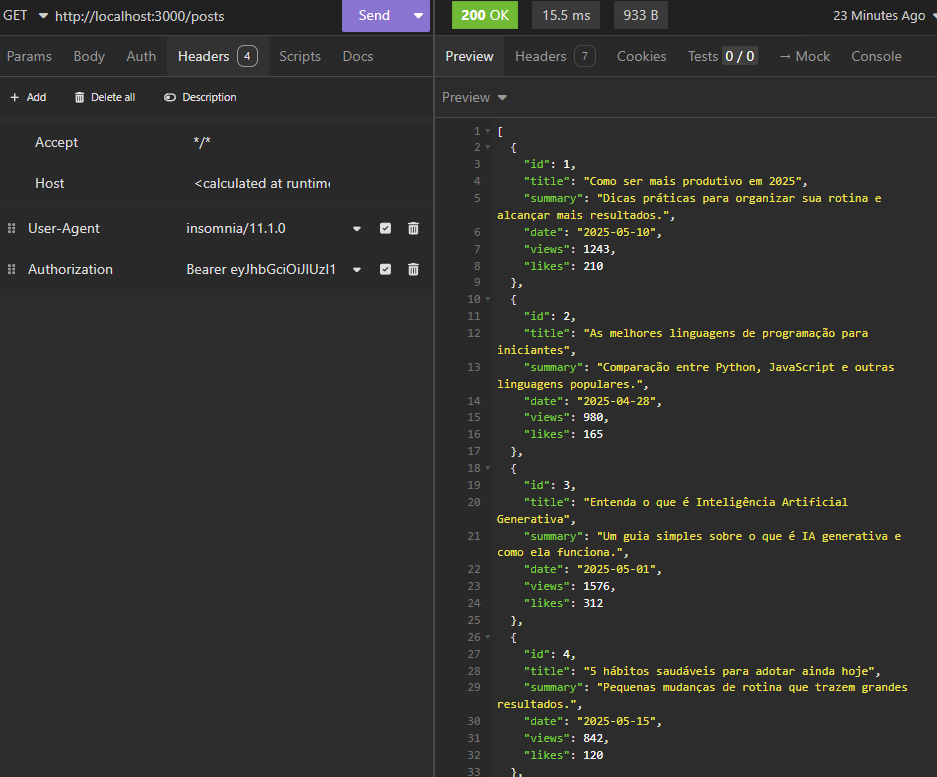 GET http://localhost:3000/posts Send
200 OK 15.5 ms 933 B 23 Minutes Ago
Params Body Auth Headers 4 Scripts Docs
Preview Headers 7 Cookies Tests 0 / 0 → Mock Console
+ Add Delete all Description
Preview
Accept */*
Host <calculated at runtime
User-Agent insomnia/11.1.0
Authorization Bearer eyJhbGciOiJIUzI1
1 [
2 {
3 "id": 1,
4 "title": "Como ser mais produtivo em 2025",
5 "summary": "Dicas práticas para organizar sua rotina e
alcançar mais resultados.",
6 "date": "2025-05-10",
7 "views": 1243,
8 "likes": 210
9 },
10 {
11 "id": 2,
12 "title": "As melhores linguagens de programação para
iniciantes",
13 "summary": "Comparação entre Python, JavaScript e outras
linguagens populares.",
14 "date": "2025-04-28",
15 "views": 980,
16 "likes": 165
17 },
18 {
19 "id": 3,
20 "title": "Entenda o que é Inteligência Artificial
Generativa",
21 "summary": "Um guia simples sobre o que é IA generativa e
como ela funciona.",
22 "date": "2025-05-01",
23 "views": 1576,
24 "likes": 312
25 },
26 {
27 "id": 4,
28 "title": "5 hábitos saudáveis para adotar ainda hoje",
29 "summary": "Pequenas mudanças de rotina que trazem grandes
resultados.",
30 "date": "2025-05-15",
31 "views": 842,
32 "likes": 120
33 },